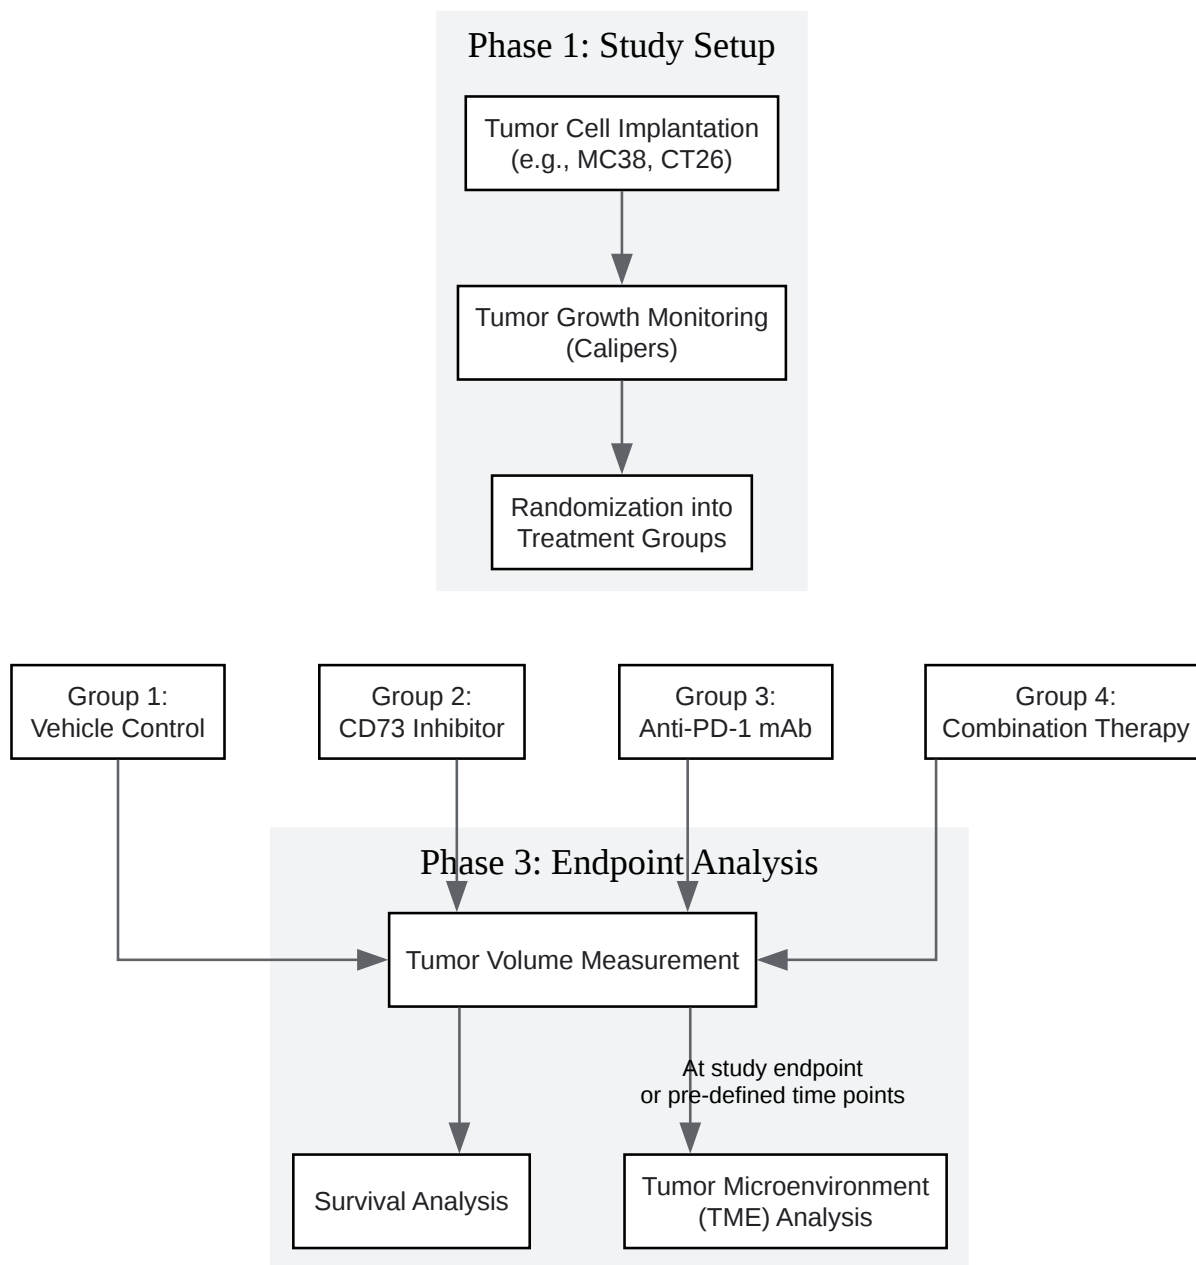 Phase 1: Study Setup
Tumor Cell Implantation
(e.g., MC38, CT26)
Tumor Growth Monitoring
(Calipers)
Randomization into
Treatment Groups
Group 1:
Vehicle Control
Group 2:
CD73 Inhibitor
Group 3:
Anti-PD-1 mAb
Group 4:
Combination Therapy
Phase 3: Endpoint Analysis
Tumor Volume Measurement
At study endpoint
or pre-defined time points
Survival Analysis
Tumor Microenvironment
(TME) Analysis